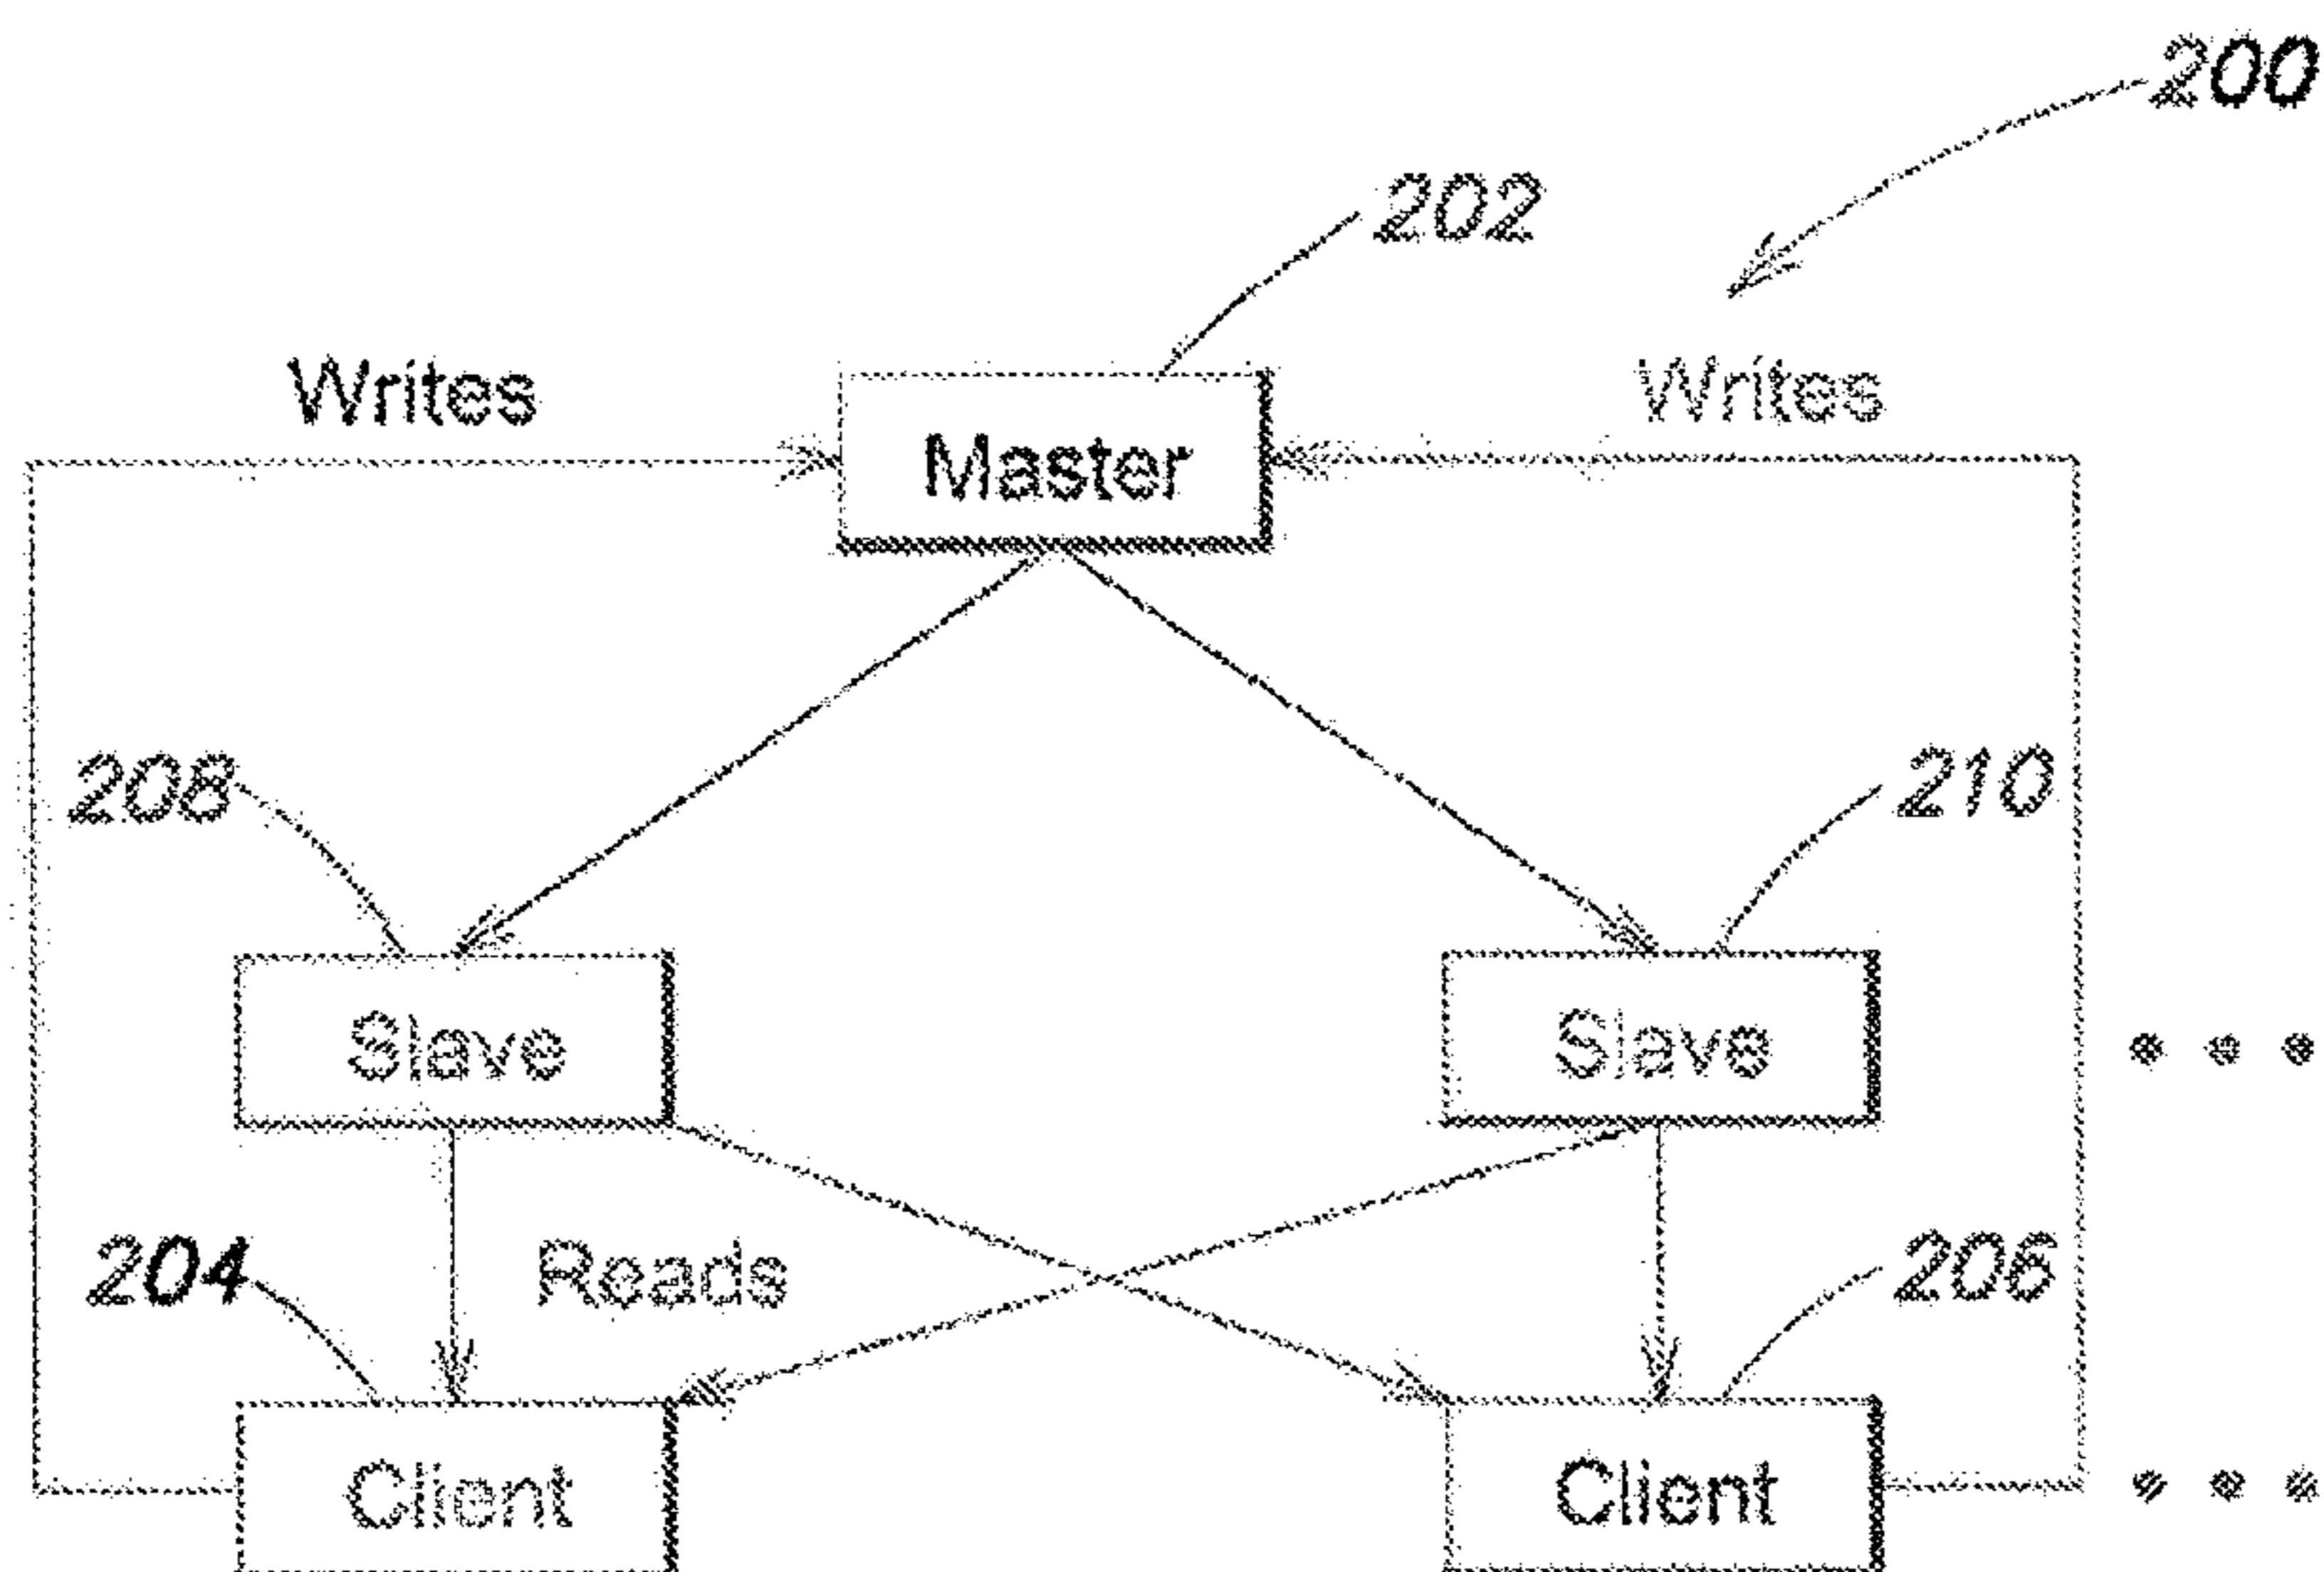 200
202
Writes
Writes
Master
208
210
Slave
Slave
204
Reads
206
Client
Client